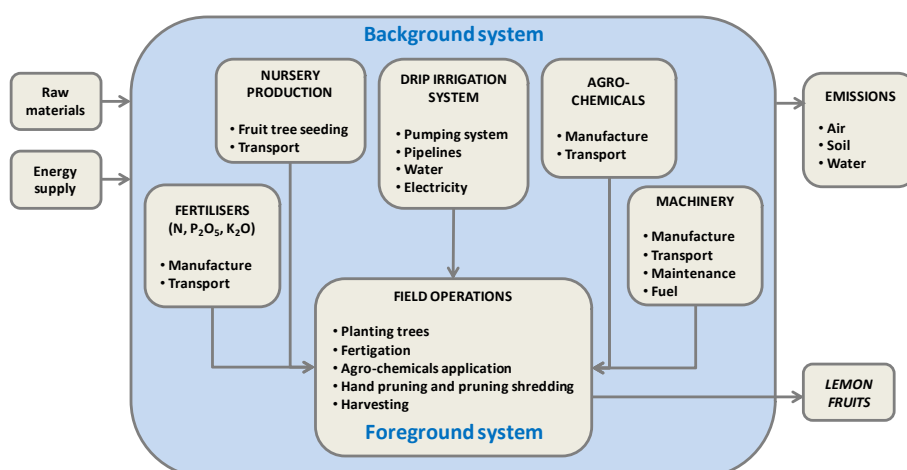 Background system
Raw
materials
Energy
supply
NURSERY
PRODUCTION
• Fruit tree seeding
• Transport
DRIP IRRIGATION
SYSTEM
• Pumping system
• Pipelines
• Water
• Electricity
AGRO-
CHEMICALS
• Manufacture
• Transport
EMISSIONS
• Air
• Soil
• Water
FERTILISERS
(N, P₂O₅, K₂O)
• Manufacture
• Transport
MACHINERY
• Manufacture
• Transport
• Maintenance
• Fuel
FIELD OPERATIONS
• Planting trees
• Fertigation
• Agro-chemicals application
• Hand pruning and pruning shredding
• Harvesting
Foreground system
LEMON
FRUITS